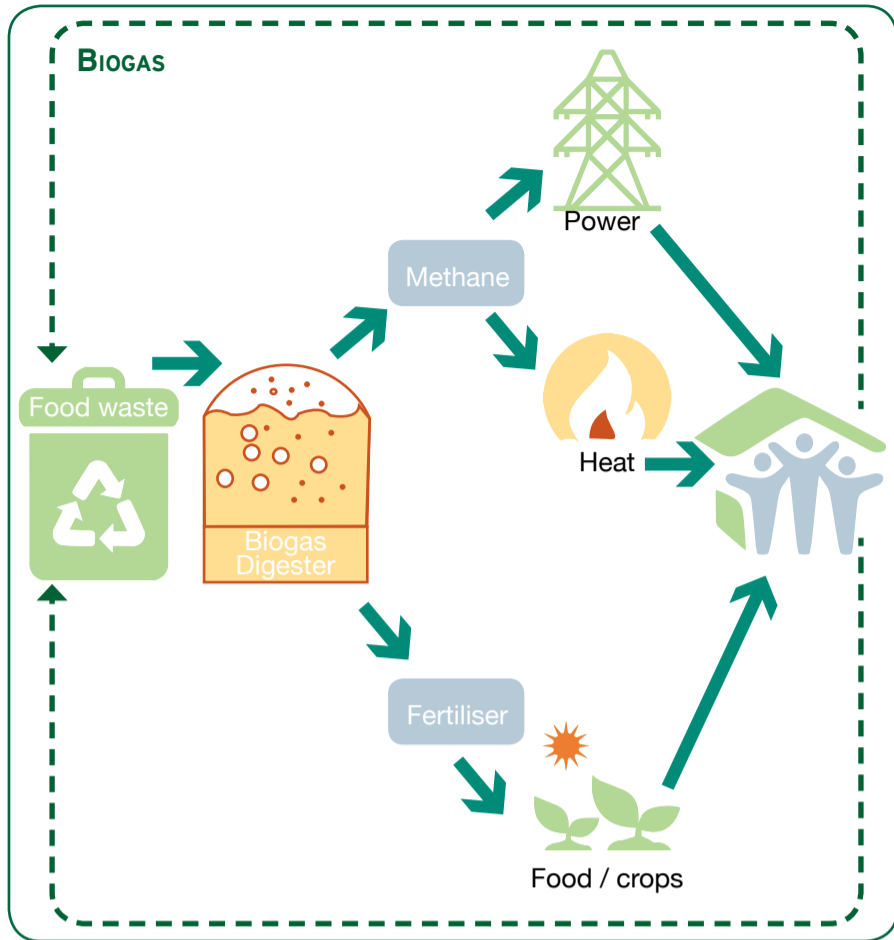 BIOGAS
Power
Methane
Food waste
Heat
Biogas
Digester
Fertiliser
Food / crops